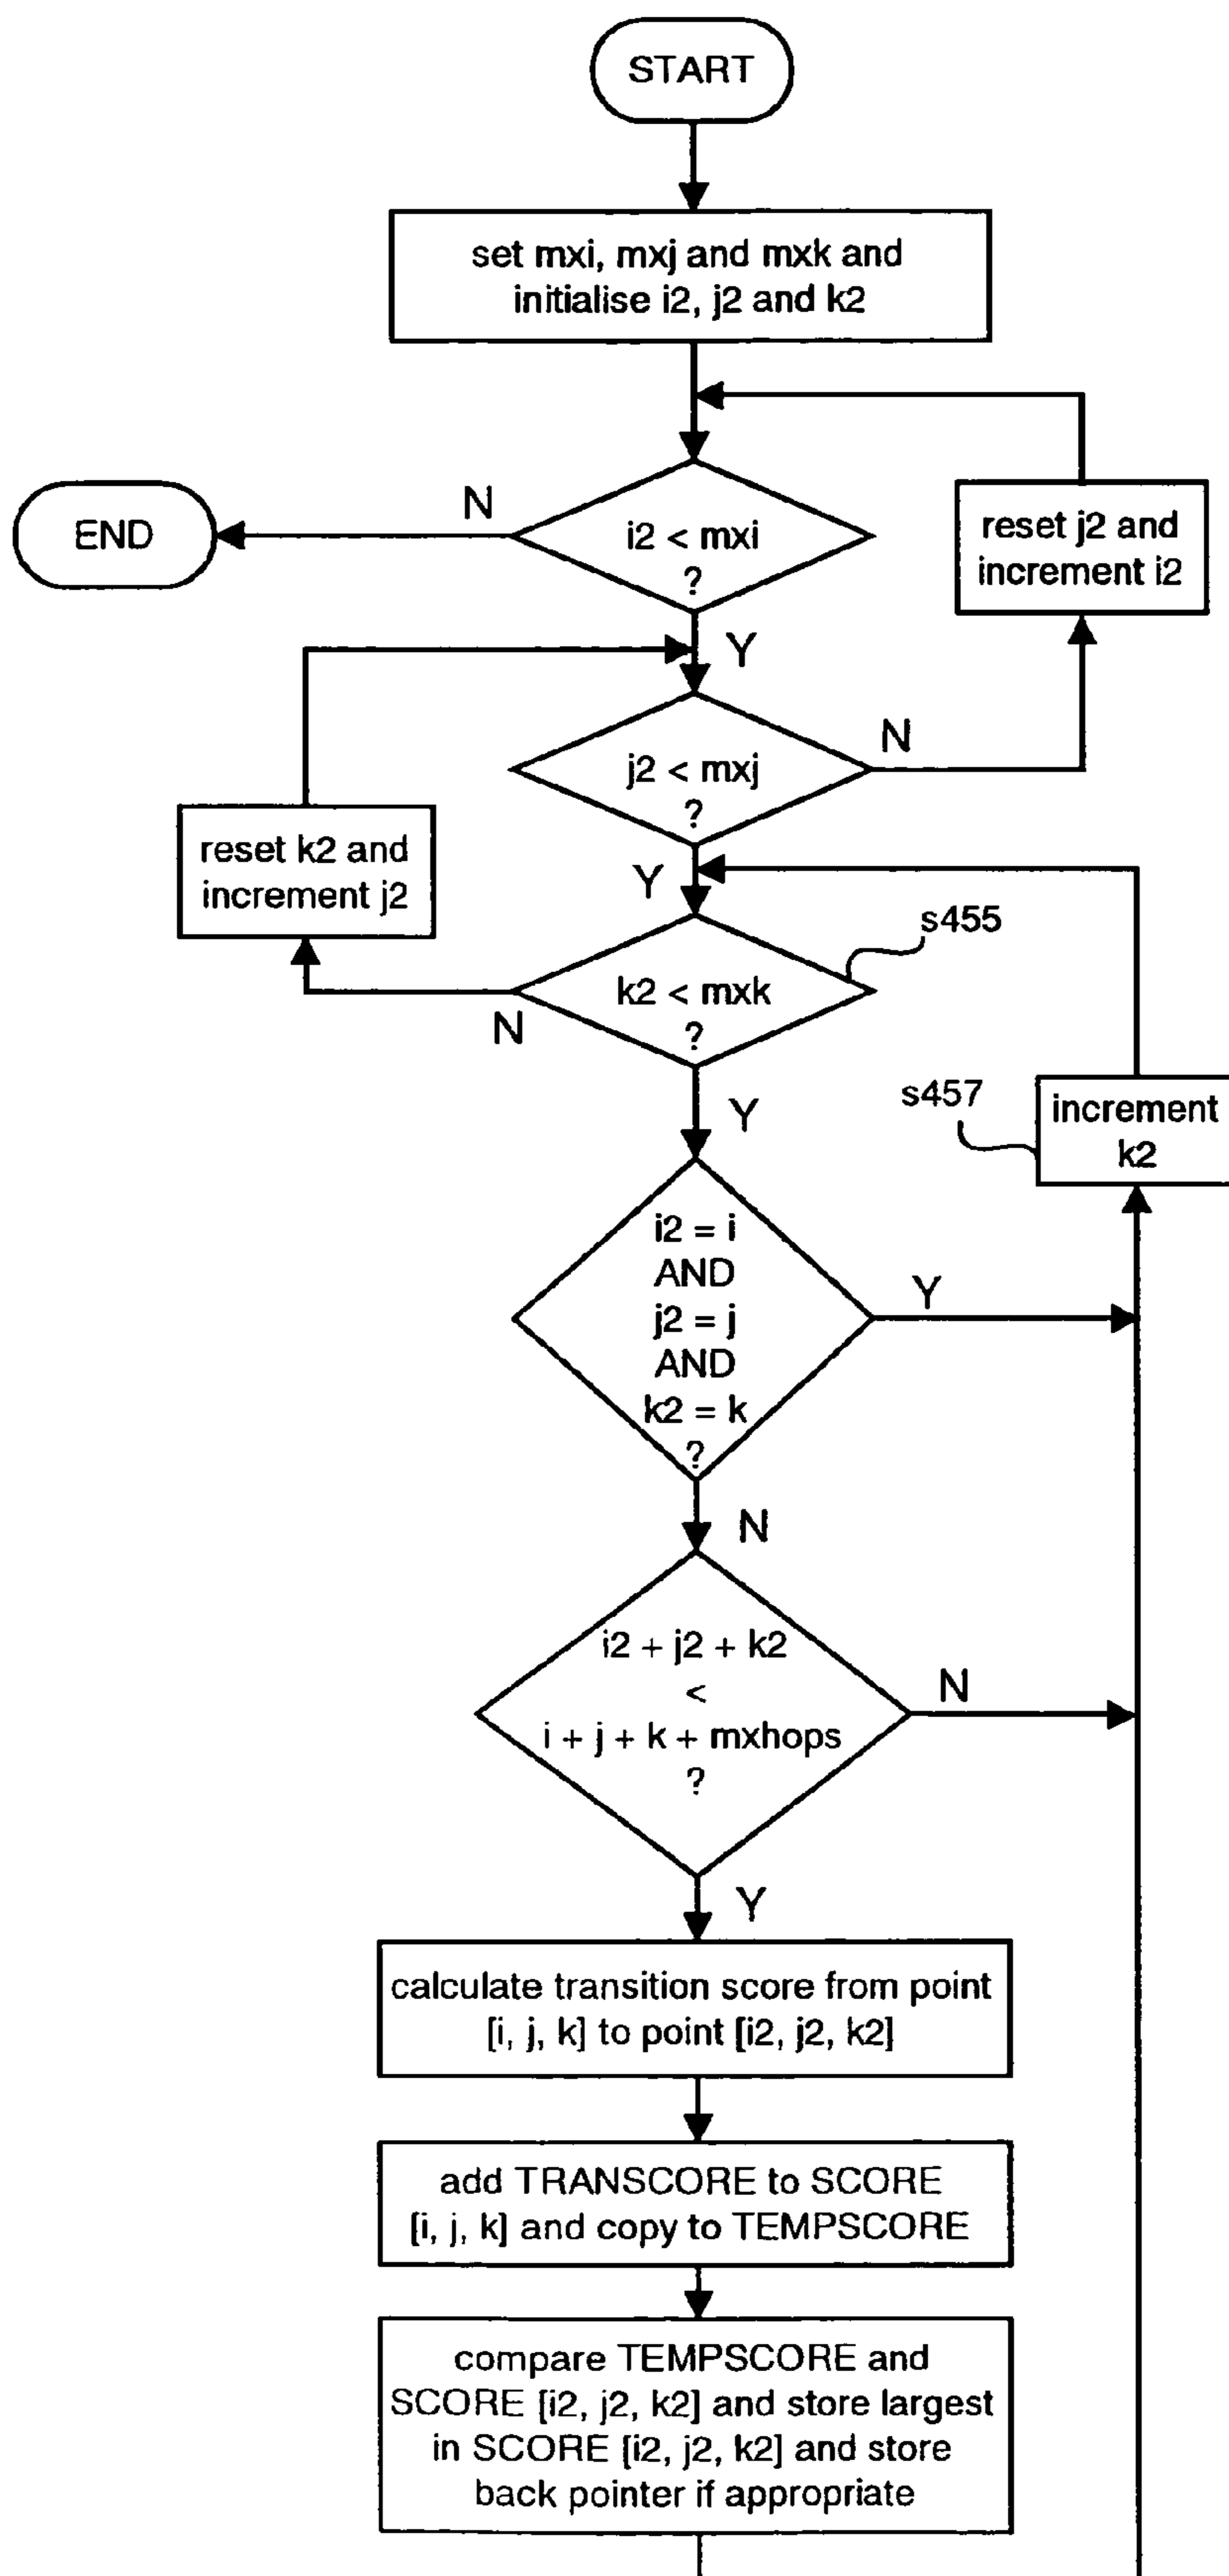 START
set mxi, mxj and mxk and
initialise i2, j2 and k2
END
N
i2 < mxi
?
reset j2 and
increment i2
Y
j2 < mxj
?
N
reset k2 and
increment j2
Y
s455
k2 < mxk
?
N
Y
s457
increment
k2
i2 = i
AND
j2 = j
AND
k2 = k
?
Y
N
i2 + j2 + k2
<
i + j + k + mxhops
?
N
Y
calculate transition score from point
[i, j, k] to point [i2, j2, k2]
add TRANSCORE to SCORE
[i, j, k] and copy to TEMPSCORE
compare TEMPSCORE and
SCORE [i2, j2, k2] and store largest
in SCORE [i2, j2, k2] and store
back pointer if appropriate